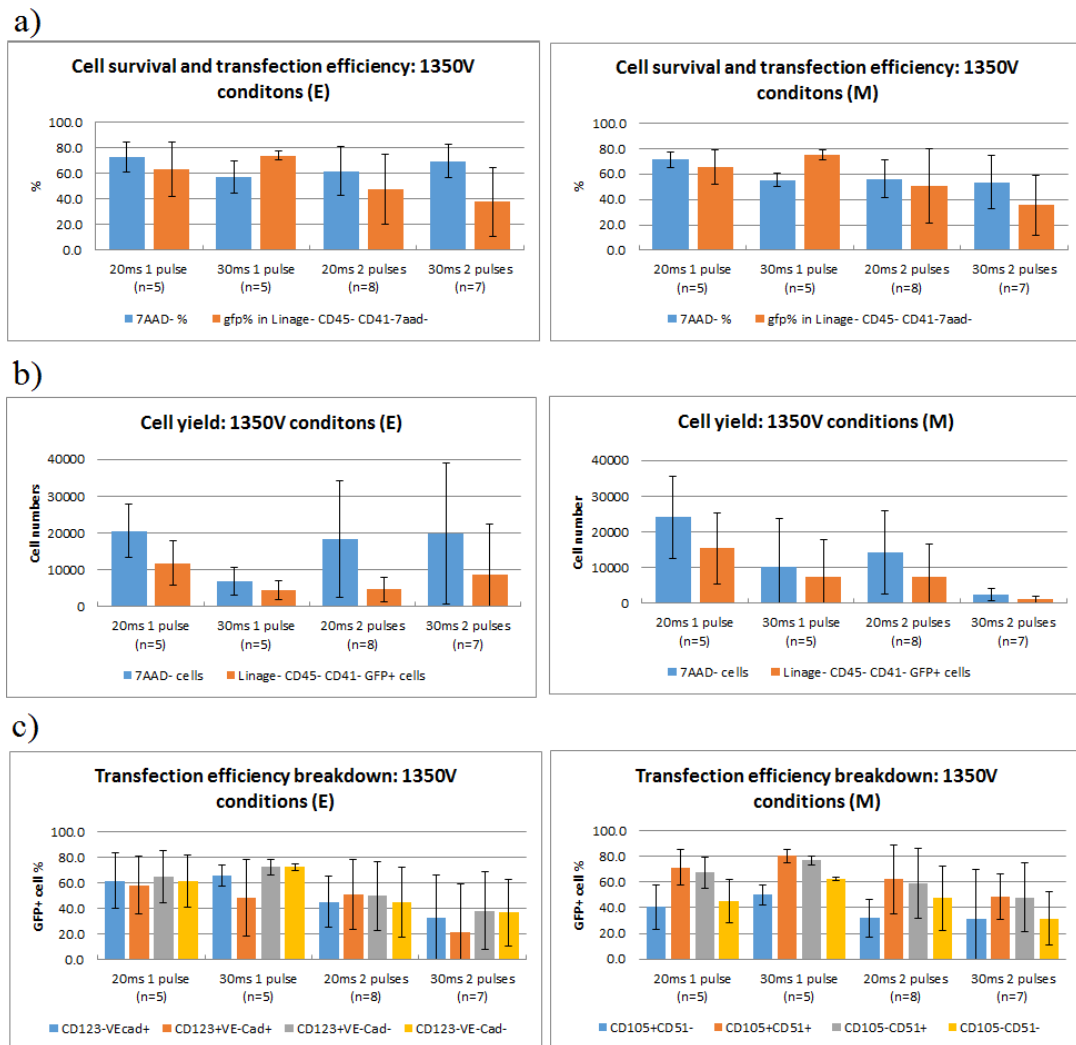 a)
Cell survival and transfection efficiency: 1350V
conditons (E)
%
100.0
80.0
60.0
40.0
20.0
0.0
20ms 1 pulse 30ms 1 pulse 20ms 2 pulses 30ms 2 pulses
(n=5) (n=5) (n=8) (n=7)
7AAD- % gfp% in Linage- CD45- CD41-7aad-
Cell survival and transfection efficiency: 1350V
conditons (M)
%
100.0
80.0
60.0
40.0
20.0
0.0
20ms 1 pulse 30ms 1 pulse 20ms 2 pulses 30ms 2 pulses
(n=5) (n=5) (n=8) (n=7)
7AAD- % gfp% in Linage- CD45- CD41-7aad-
b)
Cell yield: 1350V conditons (E)
Cell numbers
40000
30000
20000
10000
0
20ms 1 pulse 30ms 1 pulse 20ms 2 pulses 30ms 2 pulses
(n=5) (n=5) (n=8) (n=7)
7AAD- cells Linage- CD45- CD41- GFP+ cells
Cell yield: 1350V conditions (M)
Cell number
40000
30000
20000
10000
0
20ms 1 pulse 30ms 1 pulse 20ms 2 pulses 30ms 2 pulses
(n=5) (n=5) (n=8) (n=7)
7AAD- cells Linage- CD45- CD41- GFP+ cells
c)
Transfection efficiency breakdown: 1350V
conditions (E)
GFP+ cell %
100.0
80.0
60.0
40.0
20.0
0.0
20ms 1 pulse 30ms 1 pulse 20ms 2 pulses 30ms 2 pulses
(n=5) (n=5) (n=8) (n=7)
CD123-VEcad+ CD123+VE-Cad+ CD123+VE-Cad- CD123-VE-Cad-
Transfection efficiency breakdown: 1350V
conditions (M)
GFP+ cell %
100.0
80.0
60.0
40.0
20.0
0.0
20ms 1 pulse 30ms 1 pulse 20ms 2 pulses 30ms 2 pulses
(n=5) (n=5) (n=8) (n=7)
CD105+CD51- CD105+CD51+ CD105-CD51+ CD105-CD51-